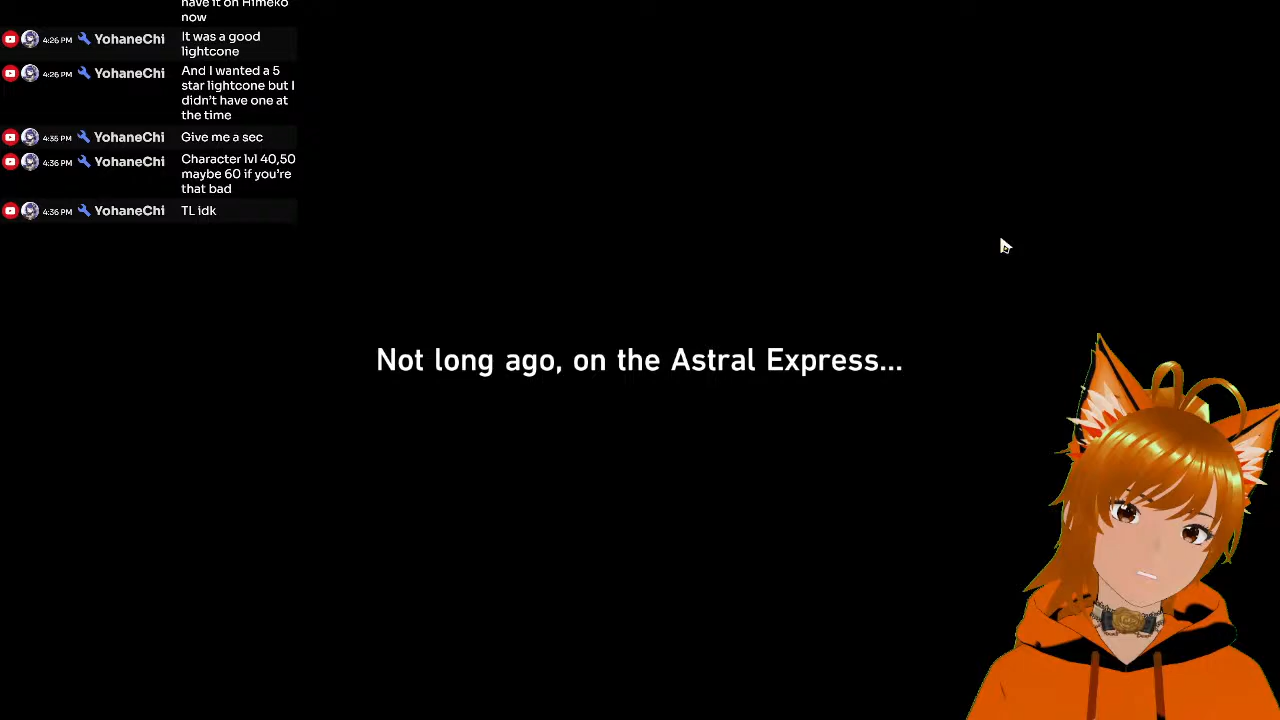 have it on Himeko
now
4:26 PM YohaneChi It was a good
lightcone
4:26 PM YohaneChi And I wanted a 5
star lightcone but I
didn't have one at
the time
4:35 PM YohaneChi Give me a sec
4:36 PM YohaneChi Character lvl 40,50
maybe 60 if you're
that bad
4:36 PM YohaneChi TL idk
Not long ago, on the Astral Express...